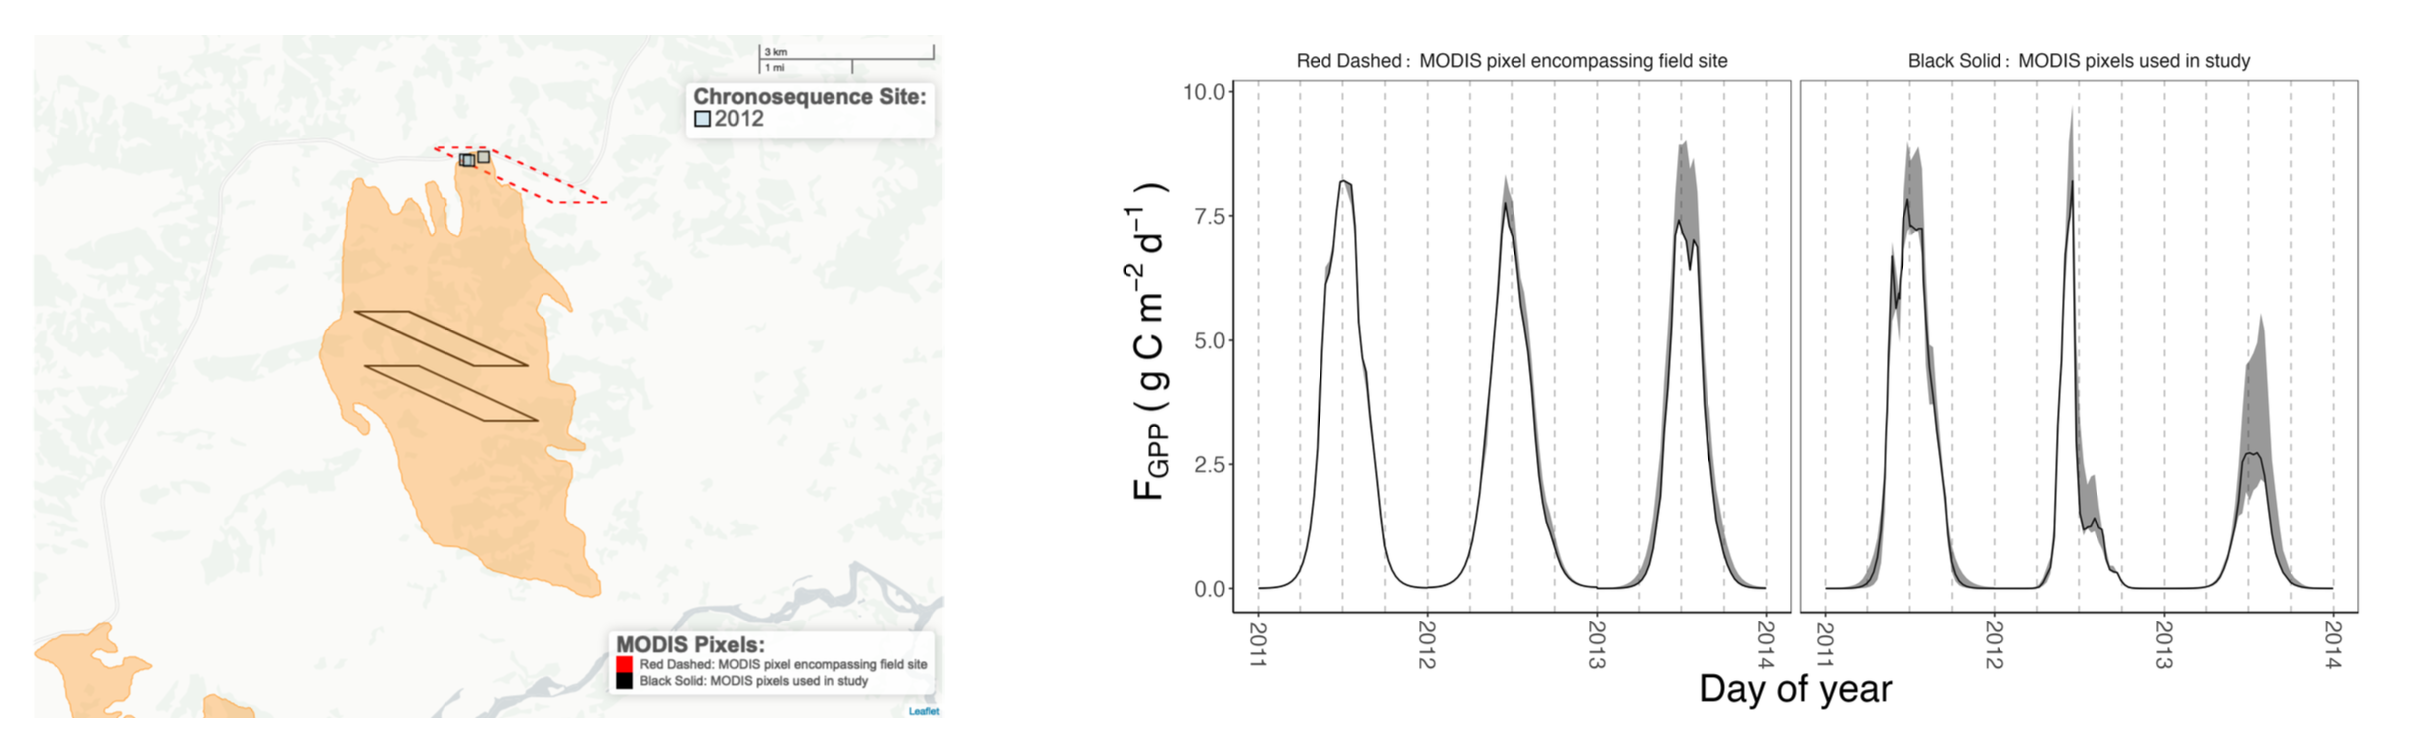 3 km
1 mi
Chronosequence Site:
2012
MODIS Pixels:
Red Dashed: MODIS pixel encompassing field site
Black Solid: MODIS pixels used in study
Leaflet
Red Dashed : MODIS pixel encompassing field site
Black Solid : MODIS pixels used in study
F_GPP ( g C m⁻² d⁻¹ )
10.0
7.5
5.0
2.5
0.0
2011 2012 2013 2014 2011 2012 2013 2014
Day of year